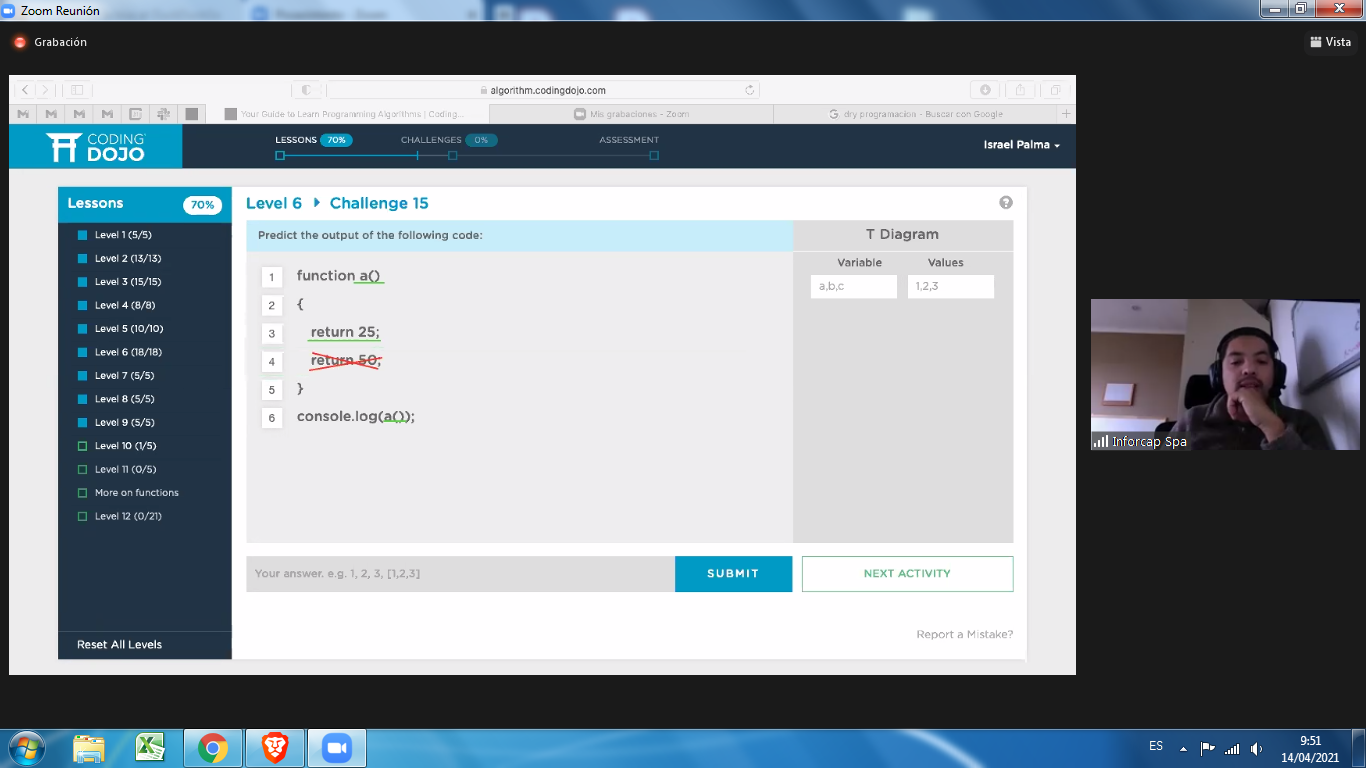 Zoom Reunión
Grabación
Vista
algorithm.codingdojo.com
Your Guide to Learn Programming Algorithms | Coding...
Mis grabaciones - Zoom
dry programacion - Buscar con Google
CODING
DOJO
LESSONS 70%
CHALLENGES 0%
ASSESSMENT
Israel Palma
Lessons 70%
Level 1 (5/5)
Level 2 (13/13)
Level 3 (15/15)
Level 4 (8/8)
Level 5 (10/10)
Level 6 (18/18)
Level 7 (5/5)
Level 8 (5/5)
Level 9 (5/5)
Level 10 (1/5)
Level 11 (0/5)
More on functions
Level 12 (0/21)
Reset All Levels
Level 6 Challenge 15
Predict the output of the following code:
1 function a()
2 {
3 return 25;
4 return 50;
5 }
6 console.log(a());
T Diagram
Variable Values
a,b,c 1,2,3
Your answer. e.g. 1, 2, 3, [1,2,3]
SUBMIT
NEXT ACTIVITY
Report a Mistake?
Inforcap Spa
ES
9:51
14/04/2021